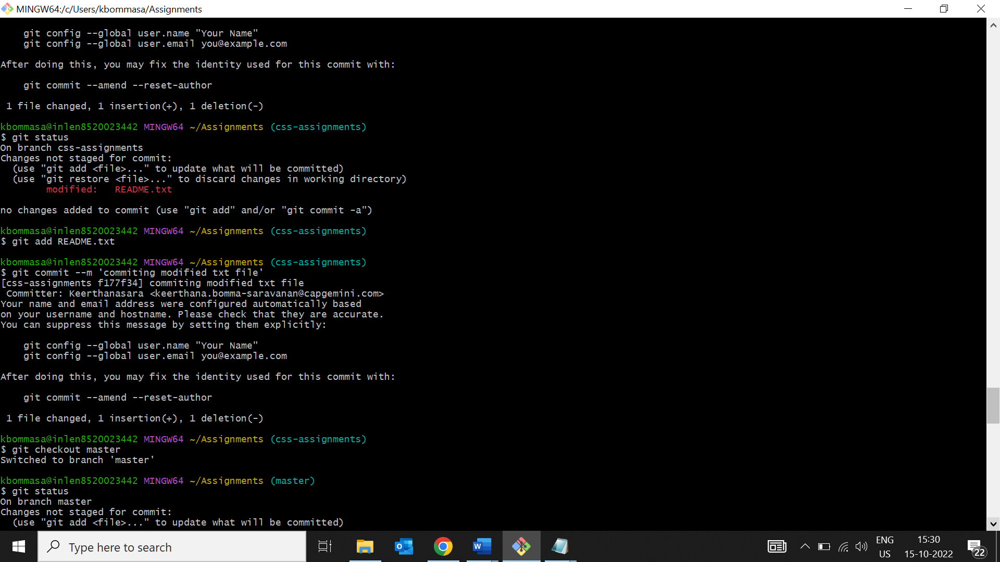 MINGW64:/c/Users/kbommasa/Assignments
git config --global user.name "Your Name"
git config --global user.email you@example.com
After doing this, you may fix the identity used for this commit with:
git commit --amend --reset-author
1 file changed, 1 insertion(+), 1 deletion(-)
kbommasa@inlen8520023442 MINGW64 ~/Assignments (css-assignments)
$ git status
On branch css-assignments
Changes not staged for commit:
(use "git add <file>..." to update what will be committed)
(use "git restore <file>..." to discard changes in working directory)
modified:   README.txt
no changes added to commit (use "git add" and/or "git commit -a")
kbommasa@inlen8520023442 MINGW64 ~/Assignments (css-assignments)
$ git add README.txt
kbommasa@inlen8520023442 MINGW64 ~/Assignments (css-assignments)
$ git commit --m 'commiting modified txt file'
[css-assignments f177f34] commiting modified txt file
Committer: Keerthanasara <keerthana.bomma-saravanan@capgemini.com>
Your name and email address were configured automatically based
on your username and hostname. Please check that they are accurate.
You can suppress this message by setting them explicitly:
git config --global user.name "Your Name"
git config --global user.email you@example.com
After doing this, you may fix the identity used for this commit with:
git commit --amend --reset-author
1 file changed, 1 insertion(+), 1 deletion(-)
kbommasa@inlen8520023442 MINGW64 ~/Assignments (css-assignments)
$ git checkout master
Switched to branch 'master'
kbommasa@inlen8520023442 MINGW64 ~/Assignments (master)
$ git status
On branch master
Changes not staged for commit:
(use "git add <file>..." to update what will be committed)
Type here to search
ENG
US
15:30
15-10-2022
22